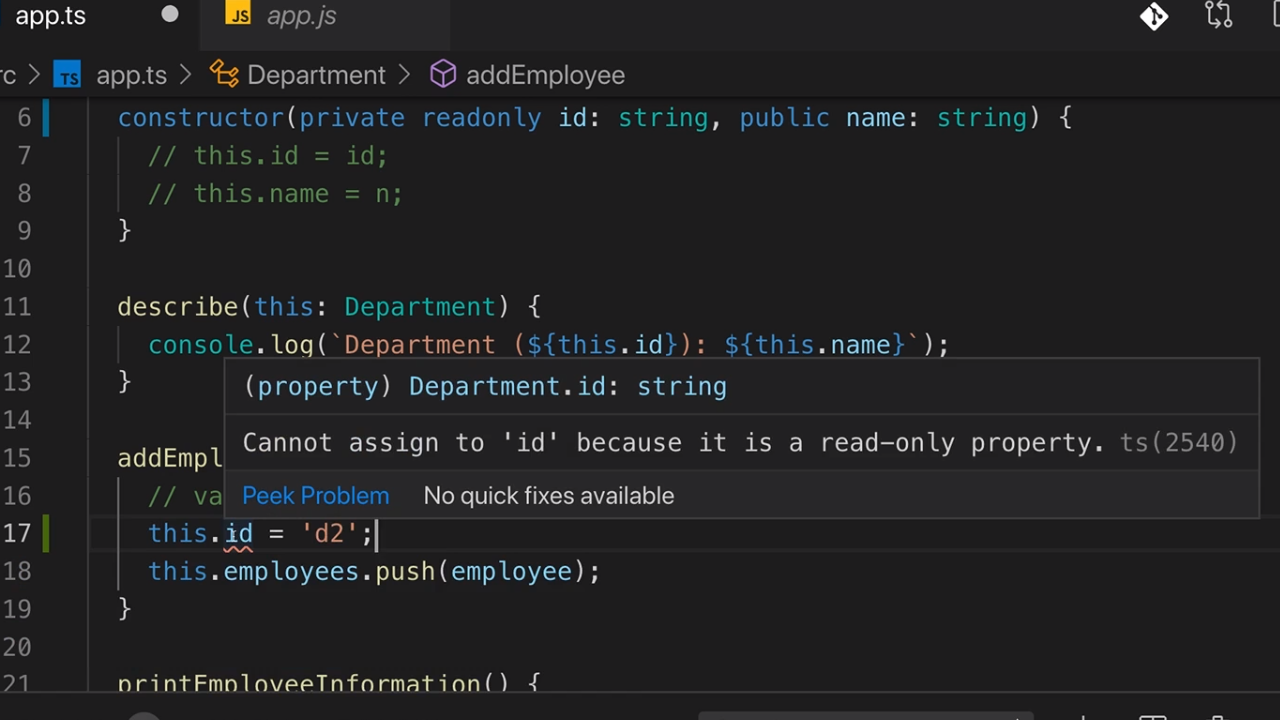 app.ts
JS app.js
rc > TS app.ts > Department > addEmployee
6 constructor(private readonly id: string, public name: string) {
7 // this.id = id;
8 // this.name = n;
9 }
10
11 describe(this: Department) {
12 console.log(`Department (${this.id}): ${this.name}`);
13 }
(property) Department.id: string
14
Cannot assign to 'id' because it is a read-only property. ts(2540)
15 addEmpl
16 // va
Peek Problem No quick fixes available
17 this.id = 'd2';
18 this.employees.push(employee);
19 }
20
21 printEmployeeInformation() {